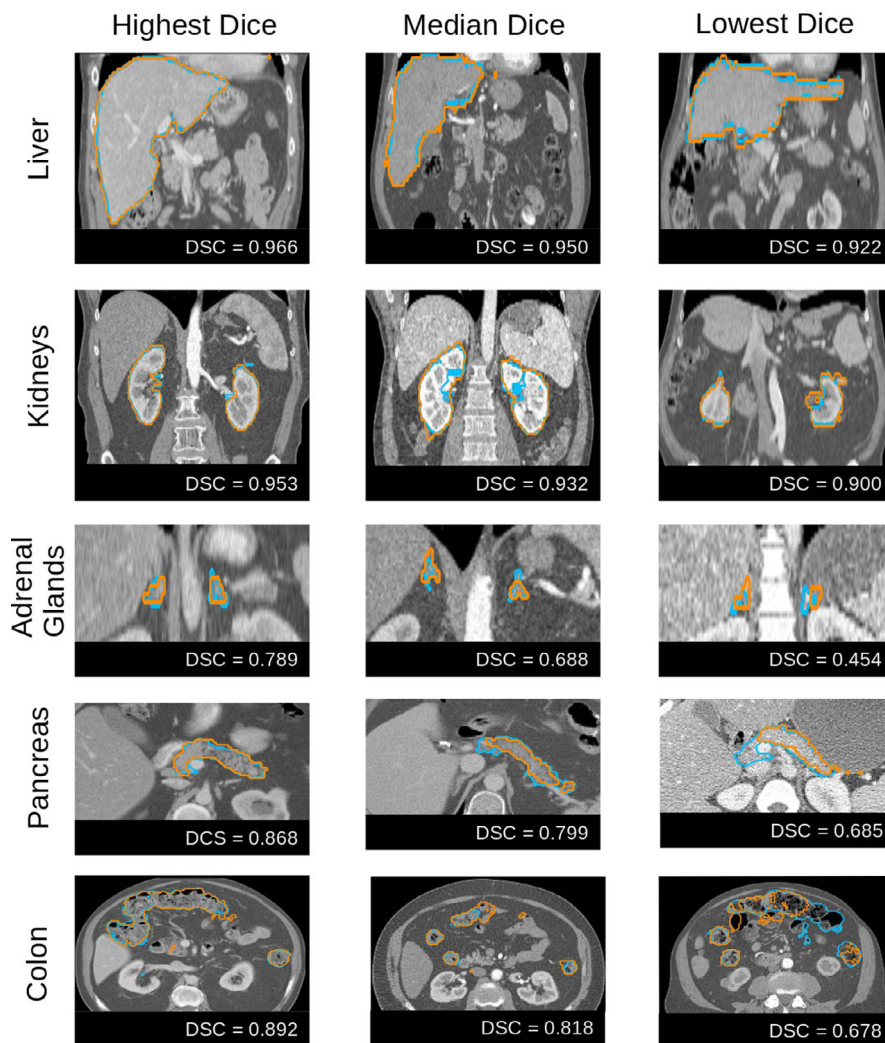 Highest Dice
Median Dice
Lowest Dice
Liver
DSC = 0.966
DSC = 0.950
DSC = 0.922
Kidneys
DSC = 0.953
DSC = 0.932
DSC = 0.900
Adrenal
Glands
DSC = 0.789
DSC = 0.688
DSC = 0.454
Pancreas
DCS = 0.868
DSC = 0.799
DSC = 0.685
Colon
DSC = 0.892
DSC = 0.818
DSC = 0.678